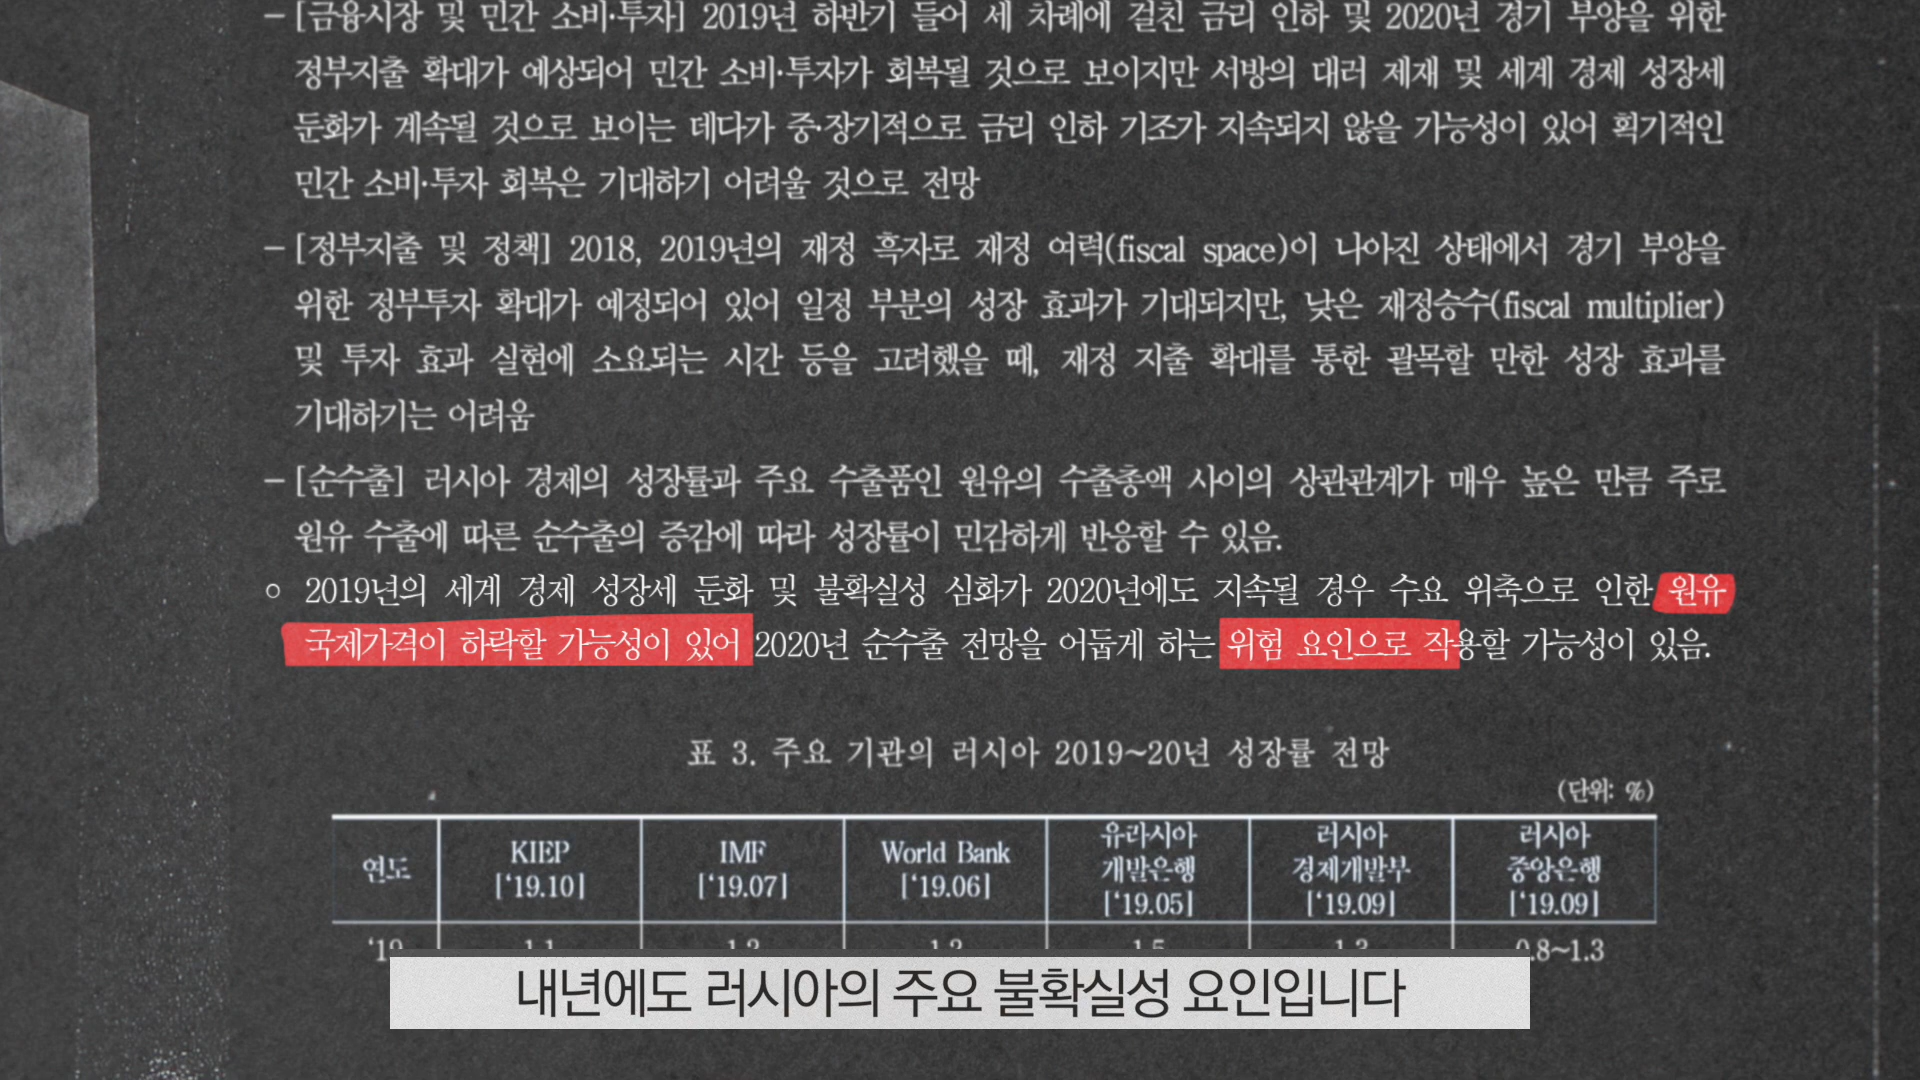 – [금융시장 및 민간 소비·투자] 2019년 하반기 들어 세 차례에 걸친 금리 인하 및 2020년 경기 부양을 위한
정부지출 확대가 예상되어 민간 소비·투자가 회복될 것으로 보이지만 서방의 대러 제재 및 세계 경제 성장세
둔화가 계속될 것으로 보이는 데다가 중·장기적으로 금리 인하 기조가 지속되지 않을 가능성이 있어 획기적인
민간 소비·투자 회복은 기대하기 어려울 것으로 전망
– [정부지출 및 정책] 2018, 2019년의 재정 흑자로 재정 여력(fiscal space)이 나아진 상태에서 경기 부양을
위한 정부투자 확대가 예정되어 있어 일정 부분의 성장 효과가 기대되지만, 낮은 재정승수(fiscal multiplier)
및 투자 효과 실현에 소요되는 시간 등을 고려했을 때, 재정 지출 확대를 통한 괄목할 만한 성장 효과를
기대하기는 어려움
– [순수출] 러시아 경제의 성장률과 주요 수출품인 원유의 수출총액 사이의 상관관계가 매우 높은 만큼 주로
원유 수출에 따른 순수출의 증감에 따라 성장률이 민감하게 반응할 수 있음.
○ 2019년의 세계 경제 성장세 둔화 및 불확실성 심화가 2020년에도 지속될 경우 수요 위축으로 인한 원유
국제가격이 하락할 가능성이 있어 2020년 순수출 전망을 어둡게 하는 위험 요인으로 작용할 가능성이 있음.
표 3. 주요 기관의 러시아 2019~20년 성장률 전망
(단위: %)
연도 KIEP [‘19.10] IMF [‘19.07] World Bank [‘19.06] 유라시아 개발은행 [‘19.05] 러시아 경제개발부 [‘19.09] 러시아 중앙은행 [‘19.09]
‘19 1.1 1.2 1.2 1.5 1.3 0.8~1.3
내년에도 러시아의 주요 불확실성 요인입니다